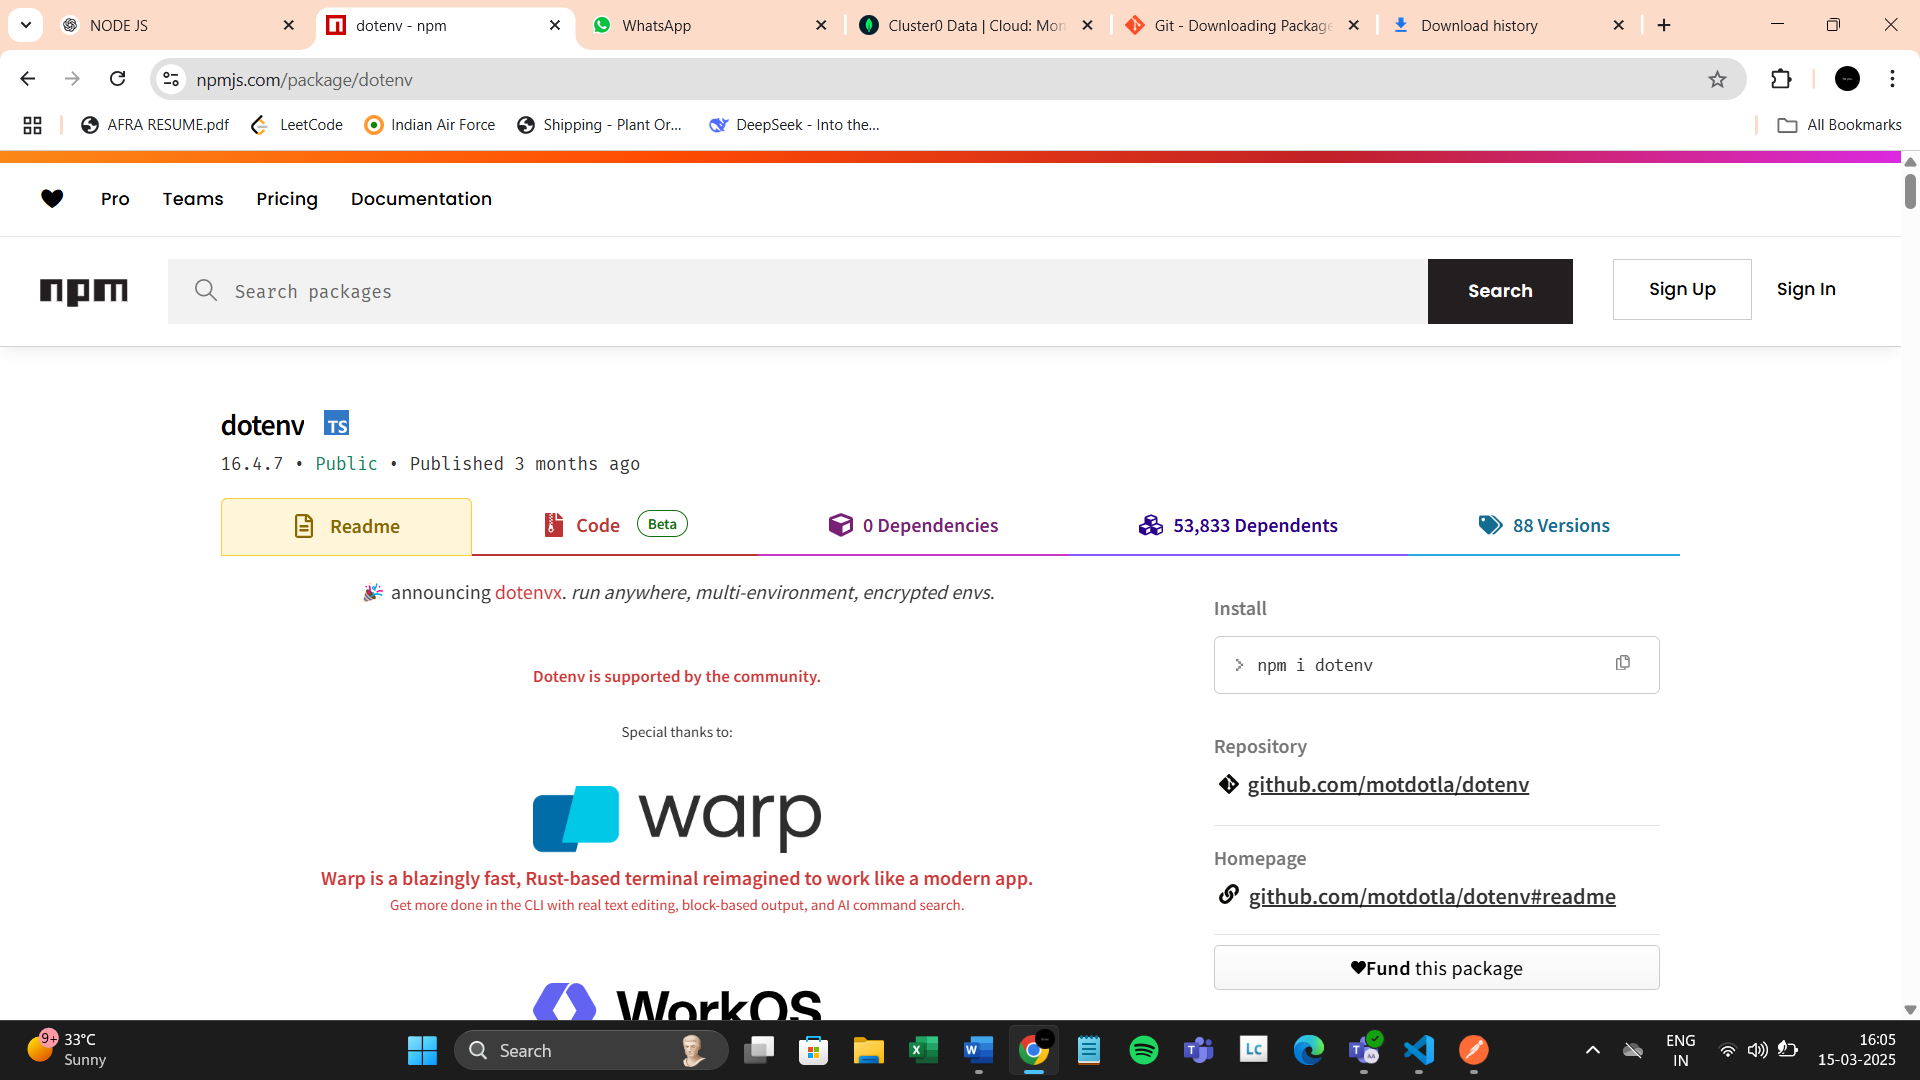 NODE JS
dotenv - npm
WhatsApp
Cluster0 Data | Cloud: Mon
Git - Downloading Package
Download history
npmjs.com/package/dotenv
AFRA RESUME.pdf
LeetCode
Indian Air Force
Shipping - Plant Or...
DeepSeek - Into the...
All Bookmarks
Pro
Teams
Pricing
Documentation
npm
Search packages
Search
Sign Up
Sign In
dotenv TS
16.4.7 • Public • Published 3 months ago
Readme
Code Beta
0 Dependencies
53,833 Dependents
88 Versions
🎉 announcing dotenvx. run anywhere, multi-environment, encrypted envs.
Dotenv is supported by the community.
Special thanks to:
warp
Warp is a blazingly fast, Rust-based terminal reimagined to work like a modern app.
Get more done in the CLI with real text editing, block-based output, and AI command search.
WorkOS
Install
> npm i dotenv
Repository
github.com/motdotla/dotenv
Homepage
github.com/motdotla/dotenv#readme
♥Fund this package
9+
33°C
Sunny
Search
LC
ENG
IN
16:05
15-03-2025